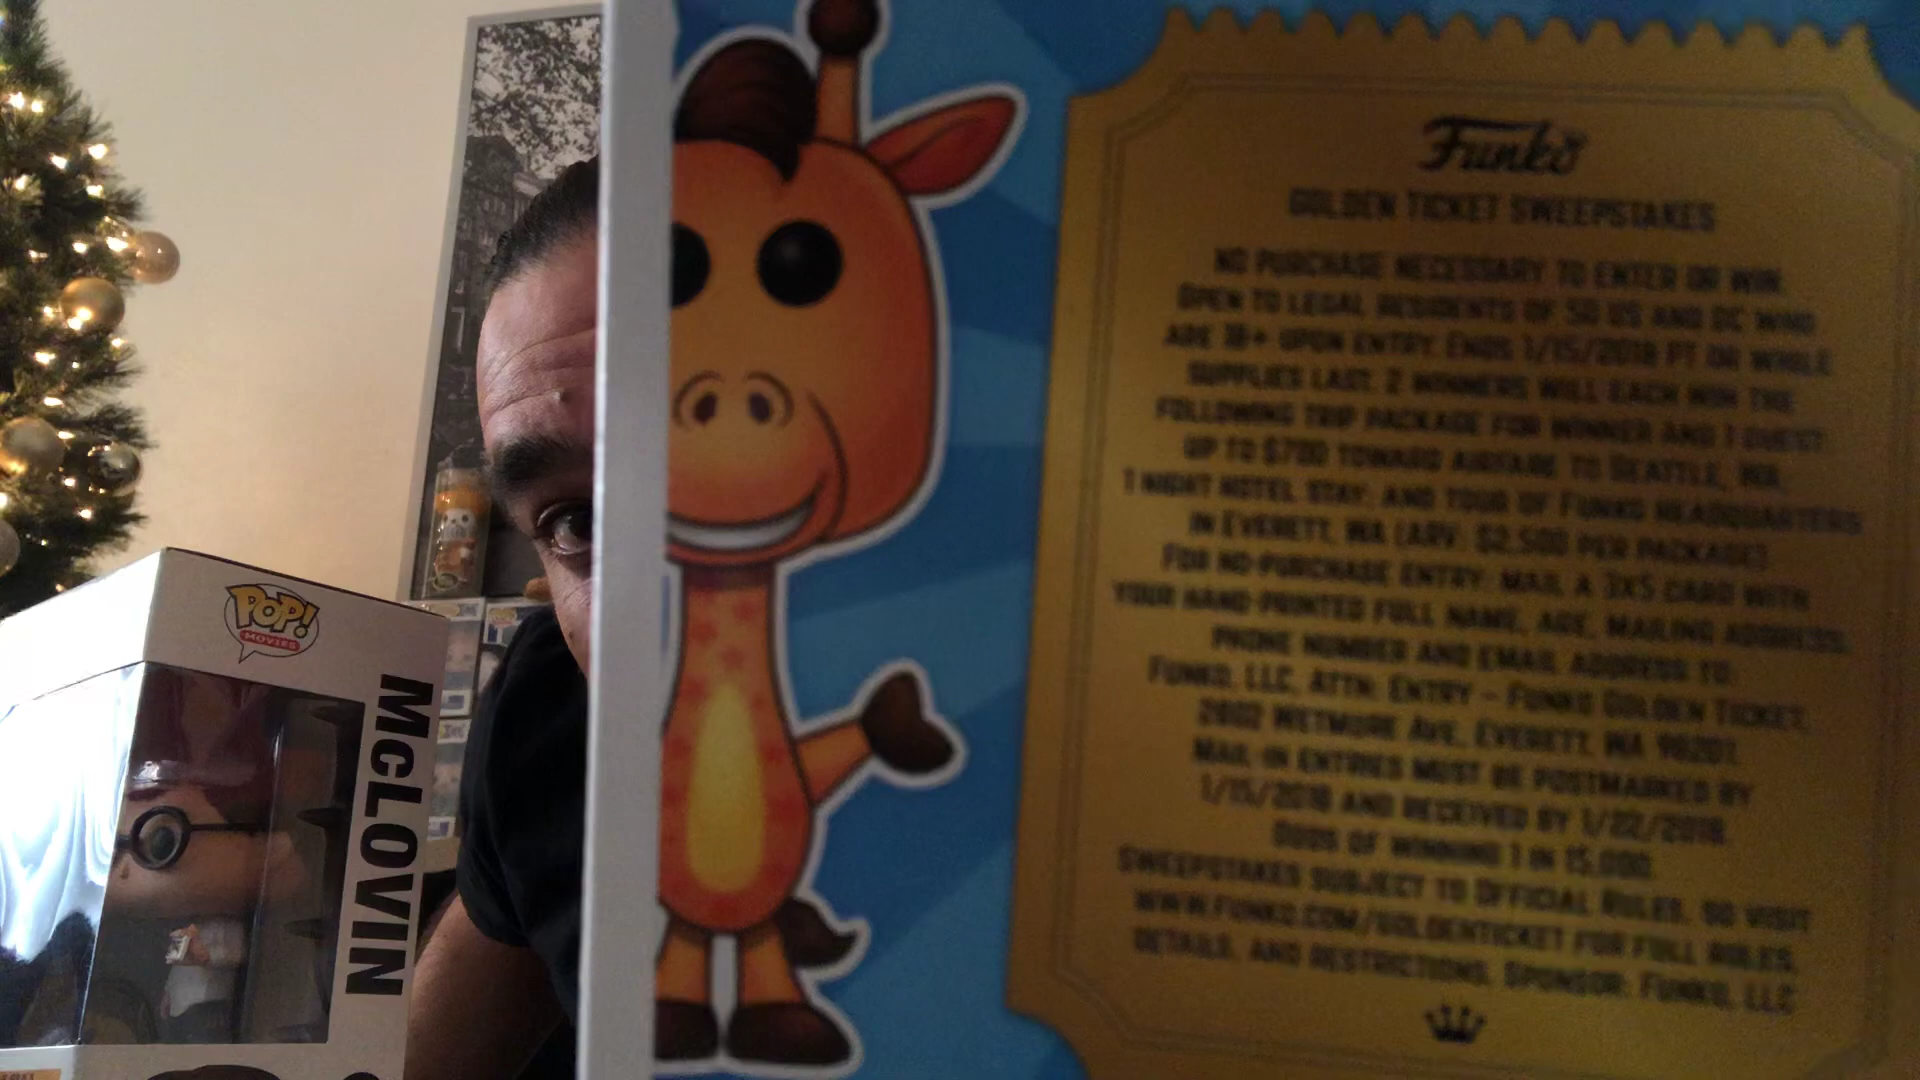 POP!
MOVIES
McLOVIN
Funko
GOLDEN TICKET SWEEPSTAKES
NO PURCHASE NECESSARY TO ENTER OR WIN.
OPEN TO LEGAL RESIDENTS OF 50 US AND DC WHO
ARE 18+ UPON ENTRY. ENDS 1/15/2018 PT OR WHILE
SUPPLIES LAST. 2 WINNERS WILL EACH WIN THE
FOLLOWING TRIP PACKAGE FOR WINNER AND 1 GUEST:
UP TO $700 TOWARD AIRFARE TO SEATTLE, WA;
1 NIGHT HOTEL STAY; AND TOUR OF FUNKO HEADQUARTERS
IN EVERETT, WA (ARV: $2,500 PER PACKAGE).
FOR NO-PURCHASE ENTRY: MAIL A 3X5 CARD WITH
YOUR HAND-PRINTED FULL NAME, AGE, MAILING ADDRESS,
PHONE NUMBER AND EMAIL ADDRESS TO:
FUNKO, LLC, ATTN: ENTRY – FUNKO GOLDEN TICKET,
2802 WETMORE AVE, EVERETT, WA 98201.
MAIL-IN ENTRIES MUST BE POSTMARKED BY
1/15/2018 AND RECEIVED BY 1/22/2018.
ODDS OF WINNING 1 IN 15,000.
SWEEPSTAKES SUBJECT TO OFFICIAL RULES, SO VISIT
WWW.FUNKO.COM/GOLDENTICKET FOR FULL RULES,
DETAILS, AND RESTRICTIONS. SPONSOR: FUNKO, LLC